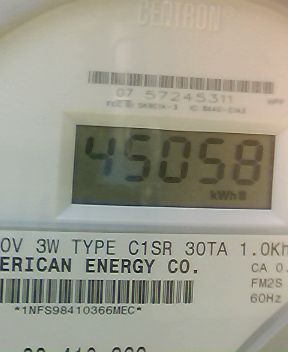 CENTRON
07 57245311
45058
kWh
0V 3W TYPE C1SR 30TA 1.0Kh
ERICAN ENERGY CO.
CA 0.
FM2S
*1NFS98410366MEC*
60Hz